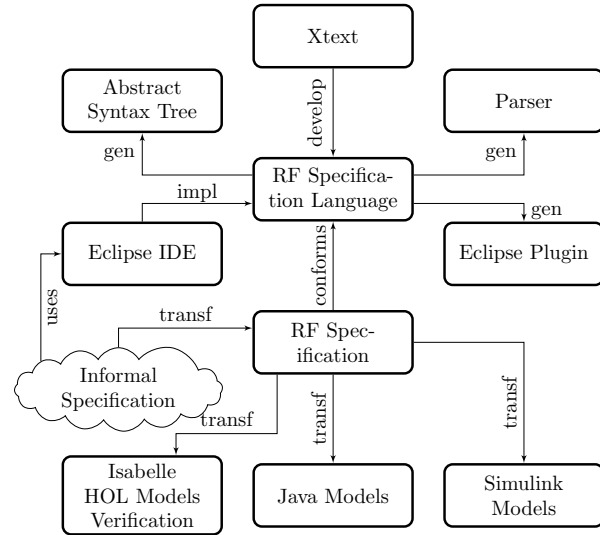 Xtext
Abstract
Syntax Tree
Parser
develop
gen
gen
RF Specifica-
tion Language
impl
gen
Eclipse IDE
Eclipse Plugin
conforms
uses
transf
RF Spec-
ification
Informal
Specification
transf
transf
transf
Isabelle
HOL Models
Verification
Java Models
Simulink
Models